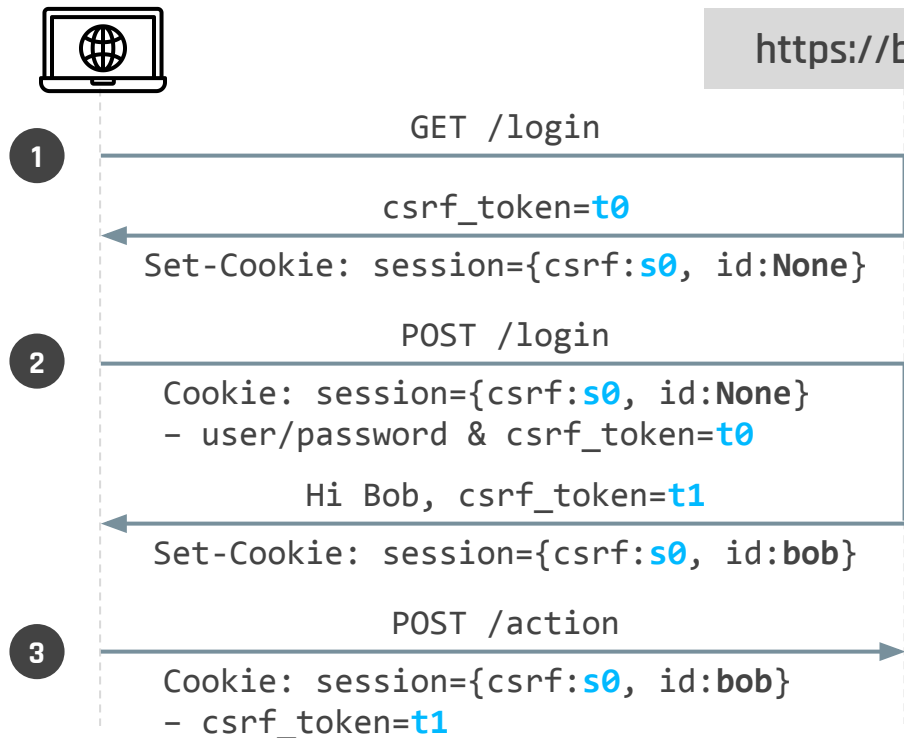 https://b
1
GET /login
csrf_token=t0
Set-Cookie: session={csrf:s0, id:None}
2
POST /login
Cookie: session={csrf:s0, id:None}
– user/password & csrf_token=t0
Hi Bob, csrf_token=t1
Set-Cookie: session={csrf:s0, id:bob}
3
POST /action
Cookie: session={csrf:s0, id:bob}
– csrf_token=t1